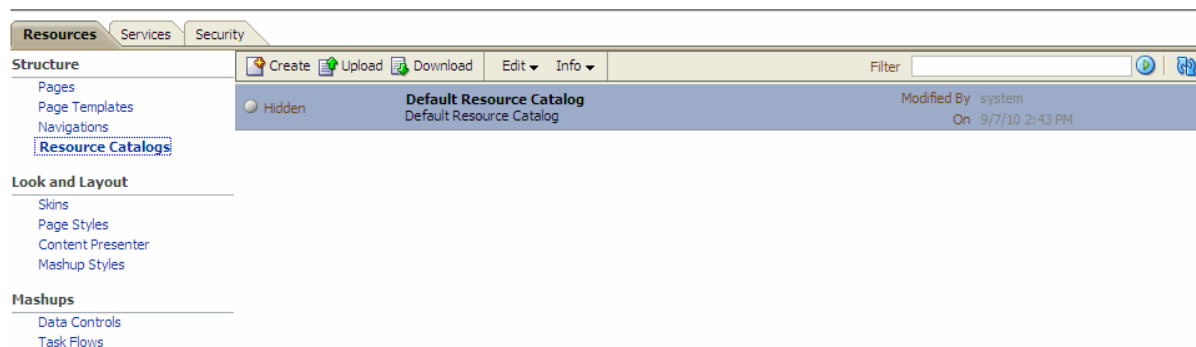 Resources Services Security
Structure
Pages
Page Templates
Navigations
Resource Catalogs
Look and Layout
Skins
Page Styles
Content Presenter
Mashup Styles
Mashups
Data Controls
Task Flows
Create Upload Download Edit Info Filter
Hidden Default Resource Catalog Modified By system
Default Resource Catalog On 9/7/10 2:43 PM